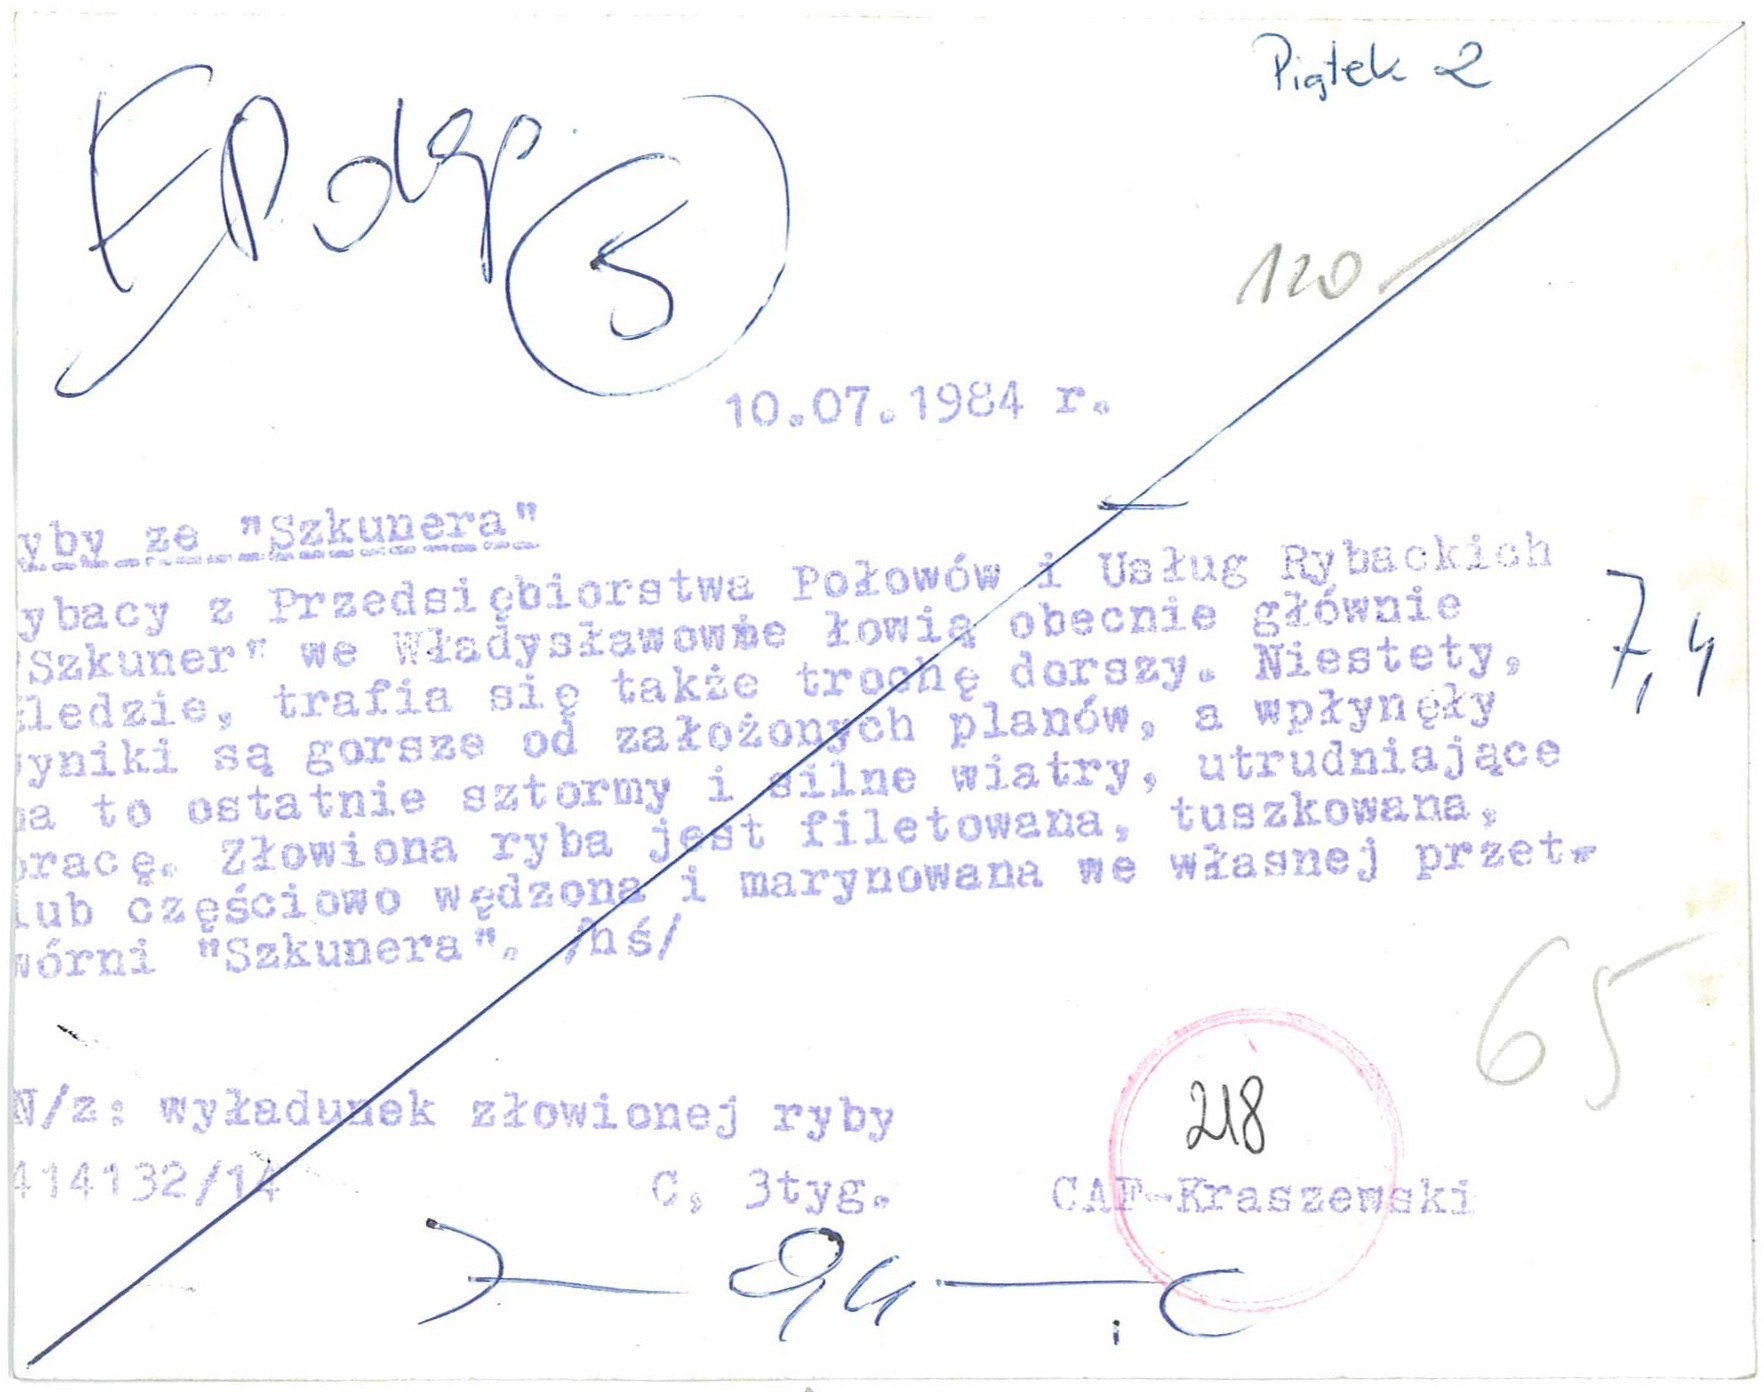 Piątek 2
5
120
10.07.1984 r.
yby ze "Szkunera"
ybacy z Przedsiębiorstwa Połowów i Usług Rybackich
"Szkuner" we Władysławowie łowią obecnie głównie
ledzie, trafia się także trochę dorszy. Niestety,
yniki są gorsze od założonych planów, a wpłynęły
na to ostatnie sztormy i silne wiatry, utrudniające
pracę. Złowiona ryba jest filetowana, tuszkowana,
lub częściowo wędzona i marynowana we własnej przet-
wórni "Szkunera". /hś/
7,4
65
N/z: wyładunek złowionej ryby
218
414132/14 C, 3tyg. CAF-Kraszewski
94